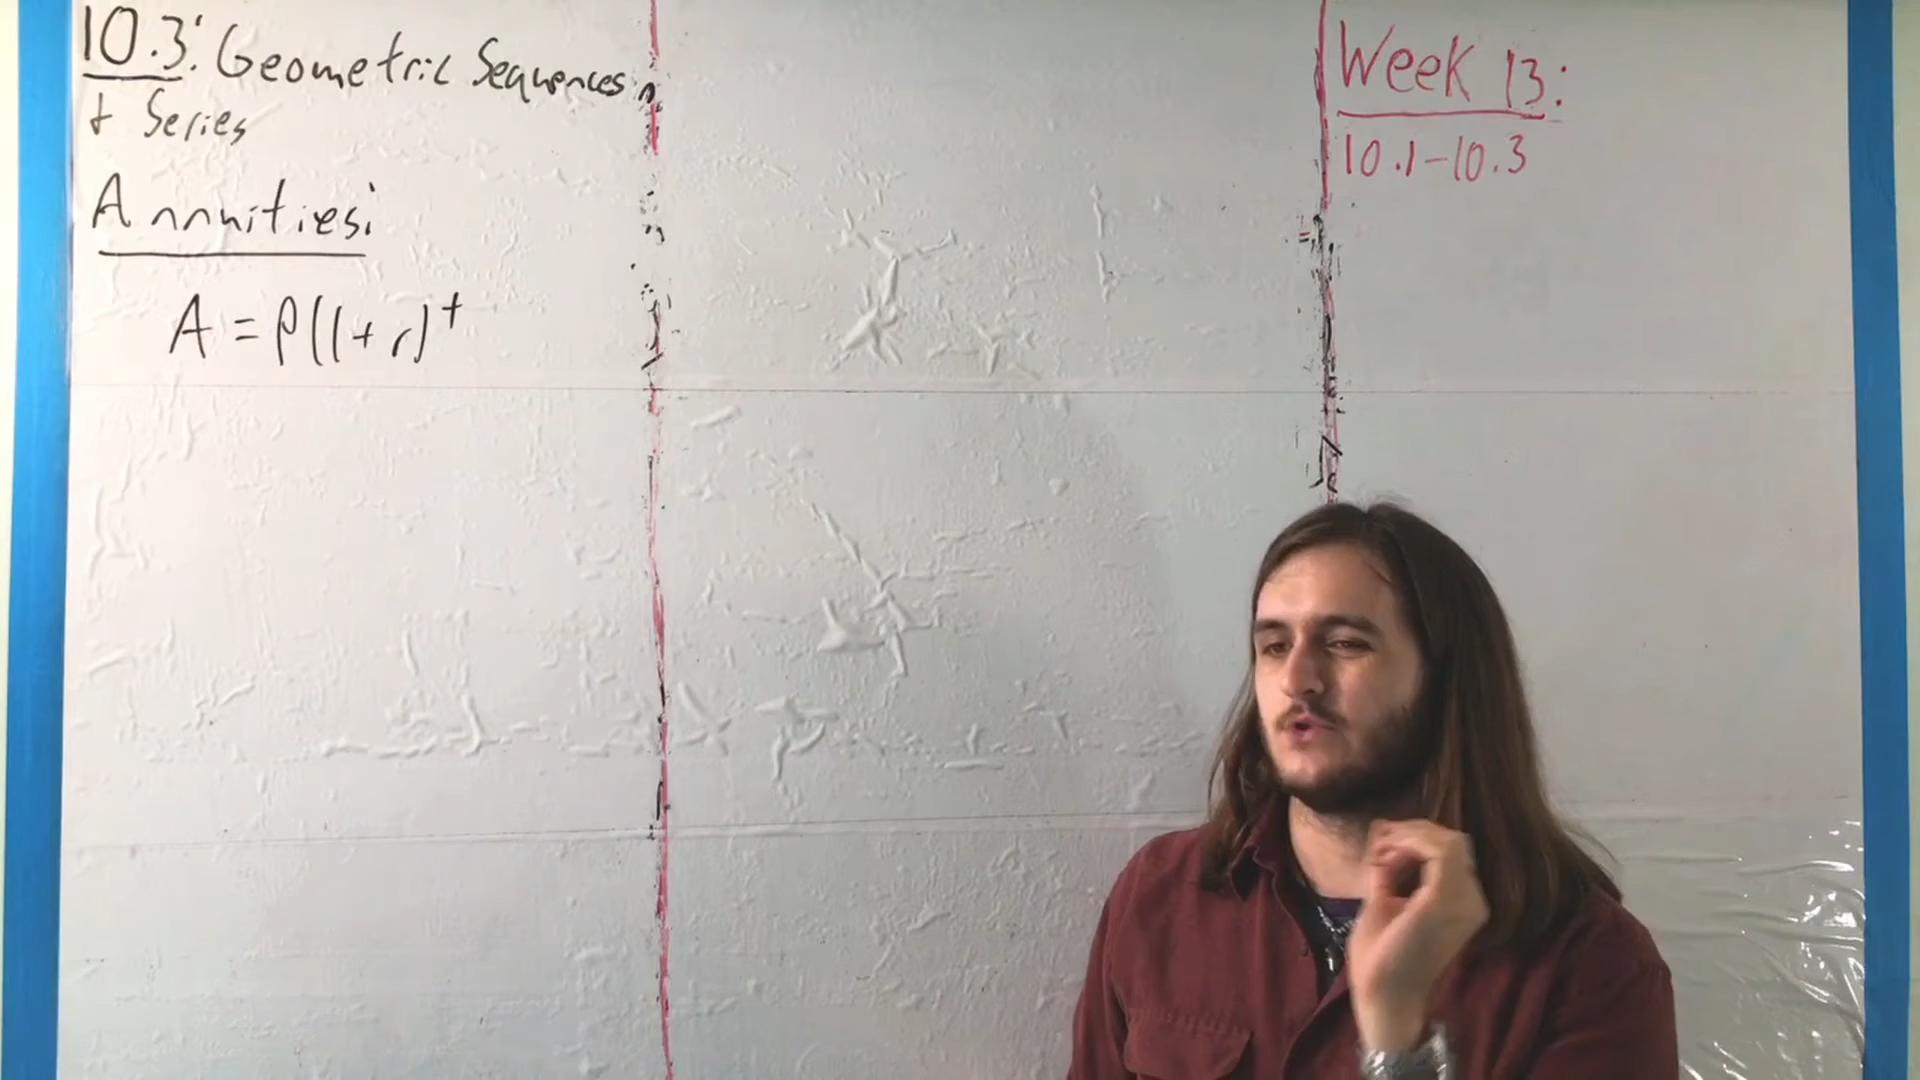 10.3: Geometric Sequences
+ Series
Annuities:
A = P(1+r)^t
Week 13:
10.1-10.3